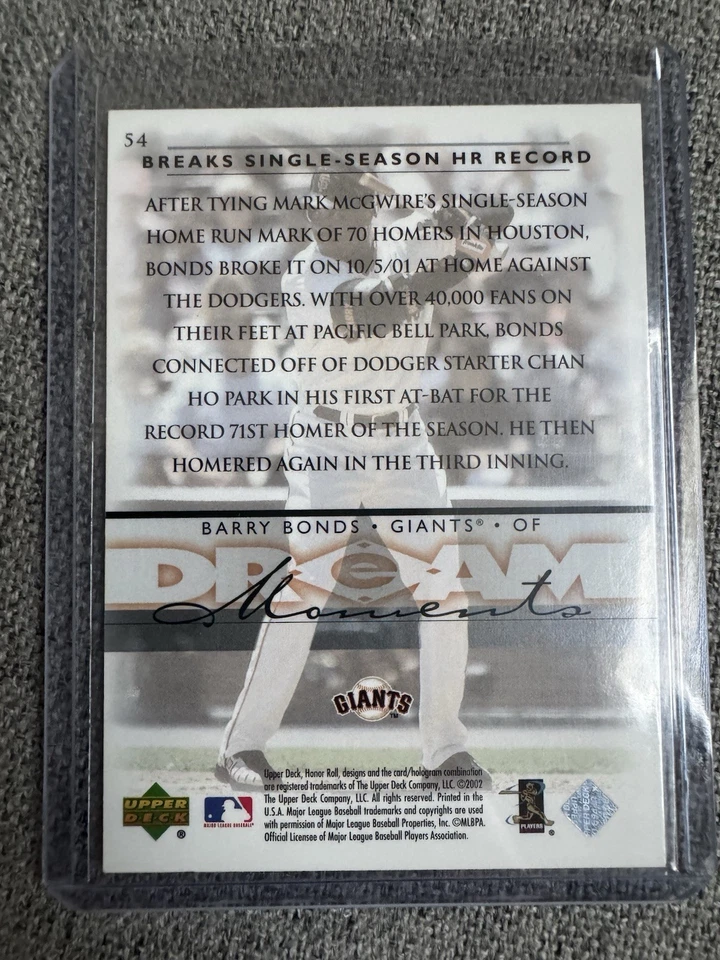 54
BREAKS SINGLE-SEASON HR RECORD
AFTER TYING MARK McGWIRE'S SINGLE-SEASON
HOME RUN MARK OF 70 HOMERS IN HOUSTON,
BONDS BROKE IT ON 10/5/01 AT HOME AGAINST
THE DODGERS. WITH OVER 40,000 FANS ON
THEIR FEET AT PACIFIC BELL PARK, BONDS
CONNECTED OFF OF DODGER STARTER CHAN
HO PARK IN HIS FIRST AT-BAT FOR THE
RECORD 71ST HOMER OF THE SEASON. HE THEN
HOMERED AGAIN IN THE THIRD INNING.
BARRY BONDS • GIANTS® • OF
DREAM
Moments
GIANTS™
Upper Deck, Honor Roll, designs and the card/hologram combination
are registered trademarks of The Upper Deck Company, LLC. ©2002
The Upper Deck Company, LLC. All rights reserved. Printed in the
U.S.A. Major League Baseball trademarks and copyrights are used
with permission of Major League Baseball Properties, Inc. ©MLBPA.
Official Licensee of Major League Baseball Players Association.
UPPER
DECK®
MAJOR LEAGUE BASEBALL
PLAYERS